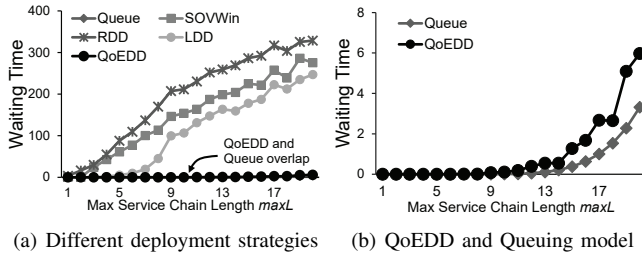 Queue
SOVWin
RDD
LDD
QoEDD
Waiting Time
400
300
200
100
0
QoEDD and
Queue overlap
1 5 9 13 17
Max Service Chain Length maxL
(a) Different deployment strategies
Queue
QoEDD
Waiting Time
8
6
4
2
0
1 5 9 13 17
Max Service Chain Length maxL
(b) QoEDD and Queuing model